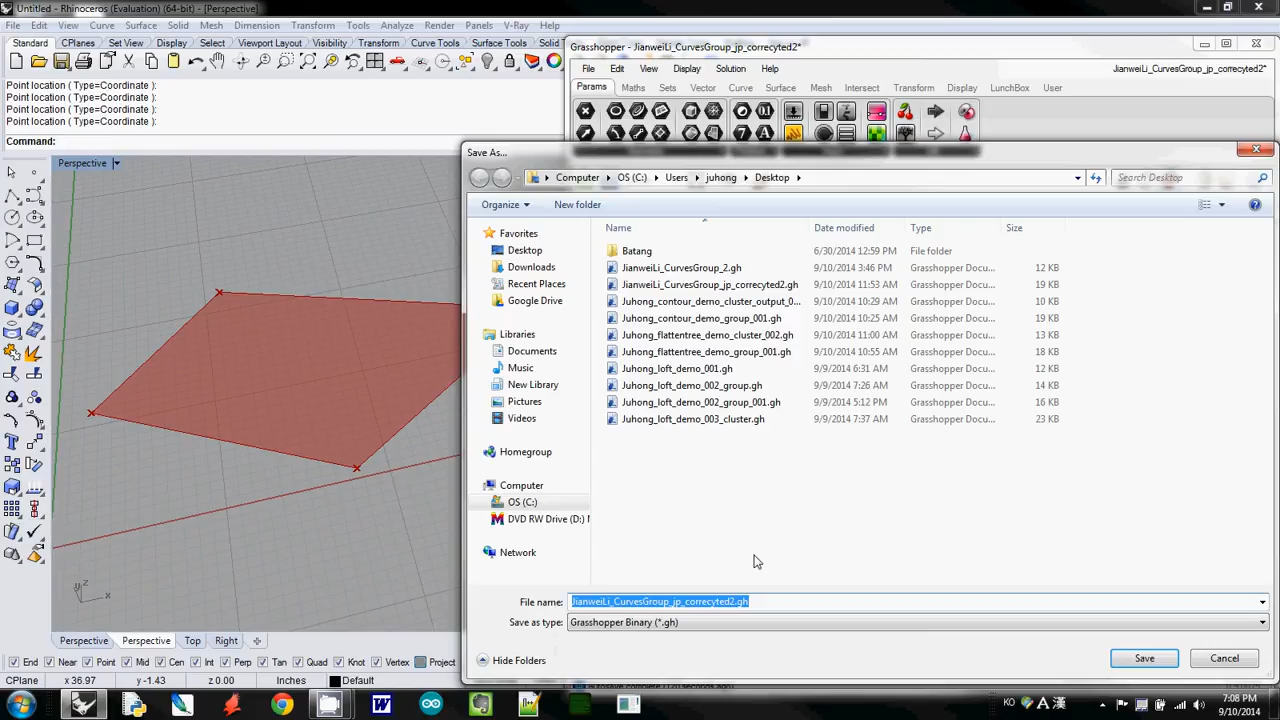 Untitled - Rhinoceros (Evaluation) (64-bit) - [Perspective]
File Edit View Curve Surface Solid Mesh Dimension Transform Tools Analyze Render Panels V-Ray Help
Standard CPlanes Set View Display Select Viewport Layout Visibility Transform Curve Tools Surface Tools Solid
Point location ( Type=Coordinate ):
Point location ( Type=Coordinate ):
Point location ( Type=Coordinate ):
Point location ( Type=Coordinate ):
Command:
Perspective
Grasshopper - JianweiLi_CurvesGroup_jp_correcyted2*
File Edit View Display Solution Help JianweiLi_CurvesGroup_jp_correcyted2*
Params Maths Sets Vector Curve Surface Mesh Intersect Transform Display LunchBox User
Save As...
Computer OS (C:) Users juhong Desktop Search Desktop
Organize New folder
Name Date modified Type Size
Favorites
Desktop
Downloads
Recent Places
Google Drive
Libraries
Documents
Music
New Library
Pictures
Videos
Homegroup
Computer
OS (C:)
DVD RW Drive (D:)
Network
Batang 6/30/2014 12:59 PM File folder
JianweiLi_CurvesGroup_2.gh 9/10/2014 3:46 PM Grasshopper Docu... 12 KB
JianweiLi_CurvesGroup_jp_correcyted2.gh 9/10/2014 11:53 AM Grasshopper Docu... 19 KB
Juhong_contour_demo_cluster_output_0... 9/10/2014 10:29 AM Grasshopper Docu... 10 KB
Juhong_contour_demo_group_001.gh 9/10/2014 10:25 AM Grasshopper Docu... 19 KB
Juhong_flattentree_demo_cluster_002.gh 9/10/2014 11:00 AM Grasshopper Docu... 13 KB
Juhong_flattentree_demo_group_001.gh 9/10/2014 10:55 AM Grasshopper Docu... 18 KB
Juhong_loft_demo_001.gh 9/9/2014 6:31 AM Grasshopper Docu... 12 KB
Juhong_loft_demo_002_group.gh 9/9/2014 7:26 AM Grasshopper Docu... 14 KB
Juhong_loft_demo_002_group_001.gh 9/9/2014 5:12 PM Grasshopper Docu... 16 KB
Juhong_loft_demo_003_cluster.gh 9/9/2014 7:37 AM Grasshopper Docu... 23 KB
File name: JianweiLi_CurvesGroup_jp_correcyted2.gh
Save as type: Grasshopper Binary (*.gh)
Hide Folders Save Cancel
z
y
x
Perspective Perspective Top Right
End Near Point Mid Cen Int Perp Tan Quad Knot Vertex Project
CPlane x 36.97 y -1.43 z 0.00 Inches Default
KO A 漢
7:08 PM
9/10/2014